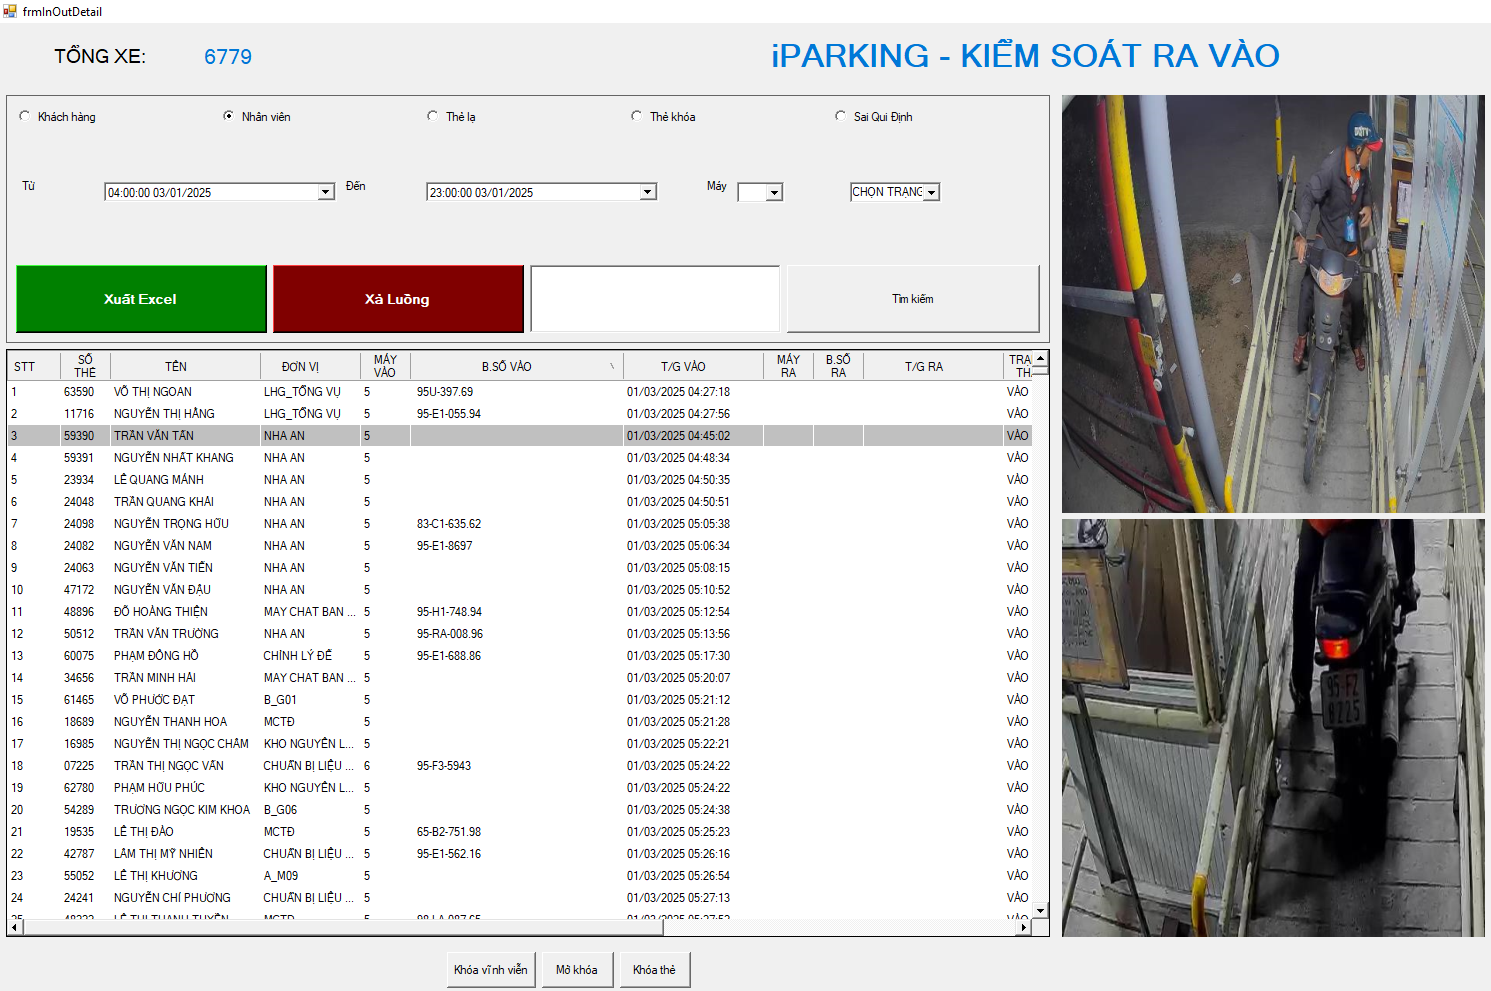 frmInOutDetail
TỔNG XE: 6779
iPARKING - KIỂM SOÁT RA VÀO
Khách hàng Nhân viên Thẻ lạ Thẻ khóa Sai Qui Định
Từ 04:00:00 03/01/2025 Đến 23:00:00 03/01/2025 Máy CHỌN TRẠNG
Xuất Excel Xả Luồng Tìm kiếm
STT SỐ THẺ TÊN ĐƠN VỊ MÁY VÀO B.SỐ VÀO T/G VÀO MÁY RA B.SỐ RA T/G RA TRA TH
1 63590 VÕ THỊ NGOAN LHG_TỔNG VỤ 5 95U-397.69 01/03/2025 04:27:18 VÀO
2 11716 NGUYỄN THỊ HẰNG LHG_TỔNG VỤ 5 95-E1-055.94 01/03/2025 04:27:56 VÀO
3 59390 TRẦN VĂN TẤN NHA AN 5 01/03/2025 04:45:02 VÀO
4 59391 NGUYỄN NHẤT KHANG NHA AN 5 01/03/2025 04:48:34 VÀO
5 23934 LÊ QUANG MÁNH NHA AN 5 01/03/2025 04:50:35 VÀO
6 24048 TRẦN QUANG KHẢI NHA AN 5 01/03/2025 04:50:51 VÀO
7 24098 NGUYỄN TRỌNG HỮU NHA AN 5 83-C1-635.62 01/03/2025 05:05:38 VÀO
8 24082 NGUYỄN VĂN NAM NHA AN 5 95-E1-8697 01/03/2025 05:06:34 VÀO
9 24063 NGUYỄN VĂN TIẾN NHA AN 5 01/03/2025 05:08:15 VÀO
10 47172 NGUYỄN VĂN ĐẬU NHA AN 5 01/03/2025 05:10:52 VÀO
11 48896 ĐỖ HOÀNG THIỆN MAY CHAT BAN ... 5 95-H1-748.94 01/03/2025 05:12:54 VÀO
12 50512 TRẦN VĂN TRƯỜNG NHA AN 5 95-RA-008.96 01/03/2025 05:13:56 VÀO
13 60075 PHẠM ĐÔNG HỒ CHỈNH LÝ ĐẾ 5 95-E1-688.86 01/03/2025 05:17:30 VÀO
14 34656 TRẦN MINH HẢI MAY CHAT BAN ... 5 01/03/2025 05:20:07 VÀO
15 61465 VÕ PHƯỚC ĐẠT B_G01 5 01/03/2025 05:21:12 VÀO
16 18689 NGUYỄN THANH HOA MCTĐ 5 01/03/2025 05:21:28 VÀO
17 16985 NGUYỄN THỊ NGỌC CHÂM KHO NGUYÊN L... 5 01/03/2025 05:22:21 VÀO
18 07225 TRẦN THỊ NGỌC VẤN CHUẨN BỊ LIỆU ... 6 95-F3-5943 01/03/2025 05:24:22 VÀO
19 62780 PHẠM HỮU PHÚC KHO NGUYÊN L... 5 01/03/2025 05:24:22 VÀO
20 54289 TRƯƠNG NGỌC KIM KHOA B_G06 5 01/03/2025 05:24:38 VÀO
21 19535 LÊ THỊ ĐÀO MCTĐ 5 65-B2-751.98 01/03/2025 05:25:23 VÀO
22 42787 LÂM THỊ MỸ NHIÊN CHUẨN BỊ LIỆU ... 5 95-E1-562.16 01/03/2025 05:26:16 VÀO
23 55052 LÊ THỊ KHƯƠNG A_M09 5 01/03/2025 05:26:54 VÀO
24 24241 NGUYỄN CHÍ PHƯƠNG CHUẨN BỊ LIỆU ... 5 01/03/2025 05:27:13 VÀO
Khóa vĩnh viễn Mở khóa Khóa thẻ
95-FZ
8225